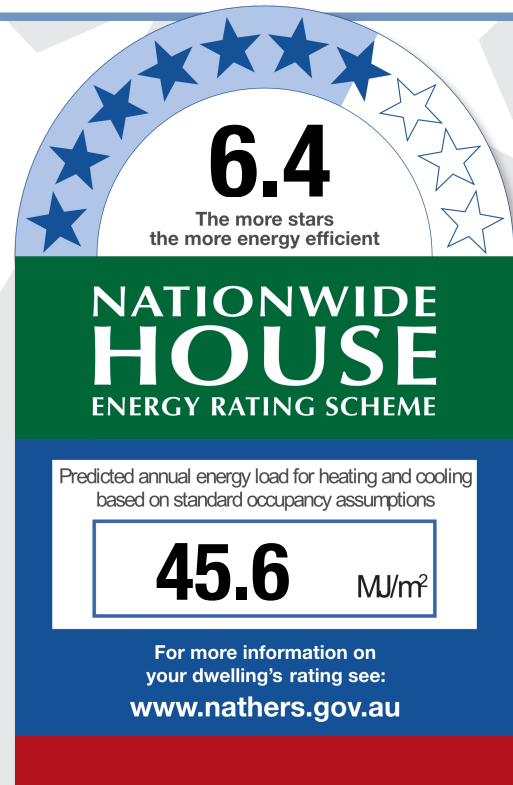 6.4
The more stars
the more energy efficient
NATIONWIDE
HOUSE
ENERGY RATING SCHEME
Predicted annual energy load for heating and cooling
based on standard occupancy assumptions
45.6 MJ/m²
For more information on
your dwelling's rating see:
www.nathers.gov.au